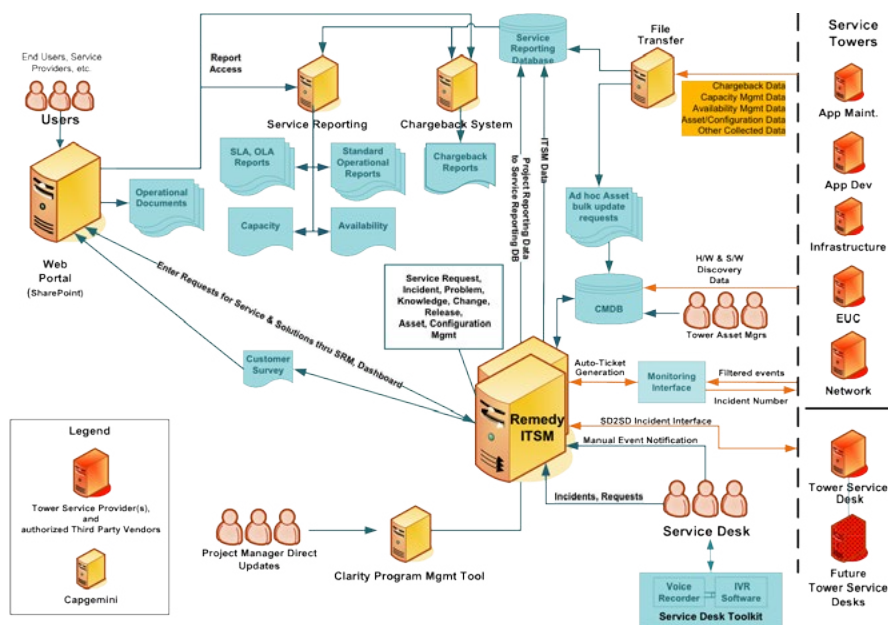 End Users, Service
Providers, etc.
Users
Web
Portal
(SharePoint)
Report
Access
Operational
Documents
Service Reporting
SLA, OLA
Reports
Standard
Operational
Reports
Capacity
Availability
Chargeback System
Chargeback
Reports
Service
Reporting
Database
File
Transfer
Chargeback Data
Capacity Mgmt Data
Availability Mgmt Data
Asset/Configuration Data
Other Collected Data
Project Reporting Data
to Service Reporting DB
ITSM Data
Ad hoc Asset
bulk update
requests
H/W & S/W
Discovery
Data
CMDB
Tower Asset Mgrs
Enter Requests for Service & Solutions thru SRM, Dashboard
Service Request,
Incident, Problem,
Knowledge, Change,
Release,
Asset, Configuration
Mgmt
Customer
Survey
Auto-Ticket
Generation
Monitoring
Interface
Filtered events
Incident Number
Remedy
ITSM
SD2SD Incident Interface
Manual Event Notification
Incidents, Requests
Service Desk
Voice
Recorder
IVR
Software
Service Desk Toolkit
Project Manager Direct
Updates
Clarity Program Mgmt Tool
Legend
Tower Service Provider(s),
and
authorized Third Party Vendors
Capgemini
Service
Towers
App Maint.
App Dev
Infrastructure
EUC
Network
Tower Service
Desk
Future
Tower Service
Desks